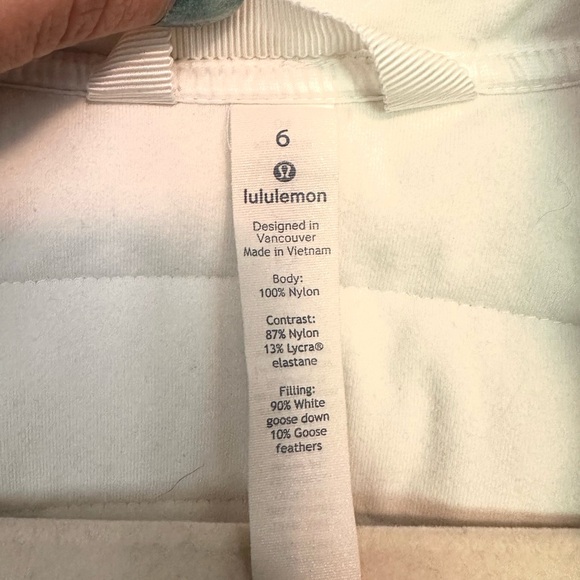 6
lululemon
Designed in
Vancouver
Made in Vietnam
Body:
100% Nylon
Contrast:
87% Nylon
13% Lycra®
elastane
Filling:
90% White
goose down
10% Goose
feathers